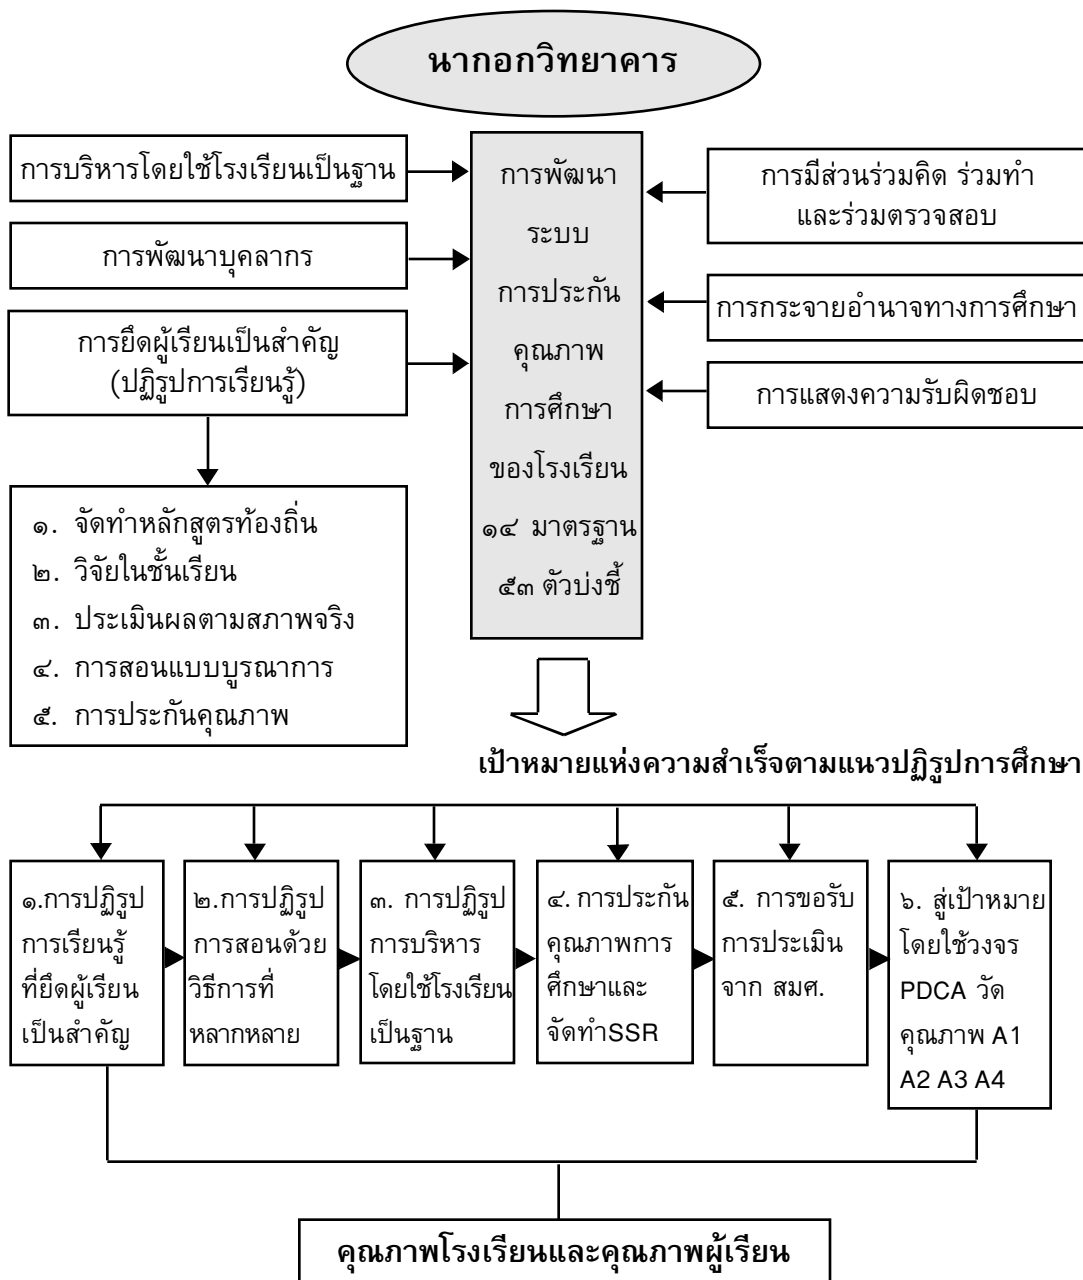 นากอกวิทยาคาร
การบริหารโดยใช้โรงเรียนเป็นฐาน
การพัฒนาบุคลากร
การยึดผู้เรียนเป็นสำคัญ
(ปฏิรูปการเรียนรู้)
๑. จัดทำหลักสูตรท้องถิ่น
๒. วิจัยในชั้นเรียน
๓. ประเมินผลตามสภาพจริง
๔. การสอนแบบบูรณาการ
๕. การประกันคุณภาพ
การพัฒนา
ระบบ
การประกัน
คุณภาพ
การศึกษา
ของโรงเรียน
๑๔ มาตรฐาน
๕๓ ตัวบ่งชี้
การมีส่วนร่วมคิด ร่วมทำ
และร่วมตรวจสอบ
การกระจายอำนาจทางการศึกษา
การแสดงความรับผิดชอบ
เป้าหมายแห่งความสำเร็จตามแนวปฏิรูปการศึกษา
๑.การปฏิรูป
การเรียนรู้
ที่ยึดผู้เรียน
เป็นสำคัญ
๒.การปฏิรูป
การสอนด้วย
วิธีการที่
หลากหลาย
๓. การปฏิรูป
การบริหาร
โดยใช้โรงเรียน
เป็นฐาน
๔. การประกัน
คุณภาพการ
ศึกษาและ
จัดทำSSR
๕. การขอรับ
การประเมิน
จาก สมศ.
๖. สู่เป้าหมาย
โดยใช้วงจร
PDCA วัด
คุณภาพ A1
A2 A3 A4
คุณภาพโรงเรียนและคุณภาพผู้เรียน